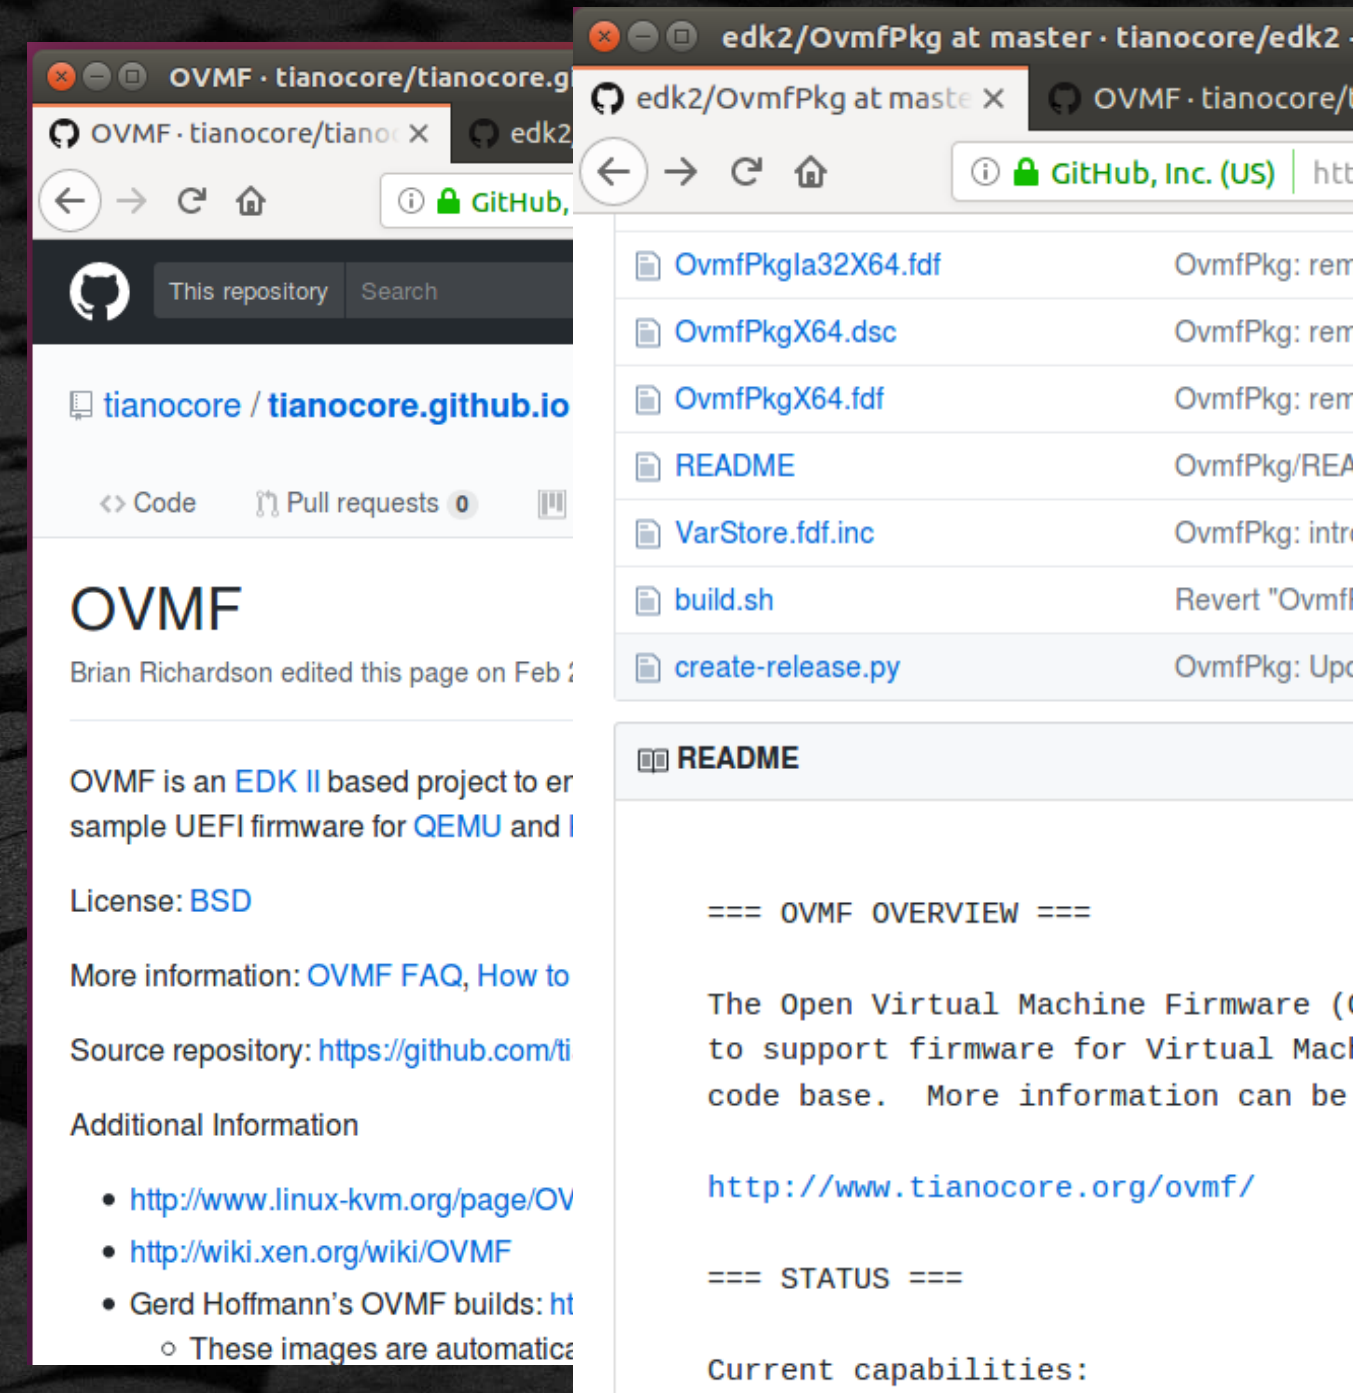 OVMF · tianocore/tianocore.gi
OVMF · tianocore/tiano
edk2
GitHub,
This repository
Search
tianocore / tianocore.github.io
Code
Pull requests 0
OVMF
Brian Richardson edited this page on Feb
OVMF is an EDK II based project to
sample UEFI firmware for QEMU and
License: BSD
More information: OVMF FAQ, How to
Source repository: https://github.com/ti
Additional Information
http://www.linux-kvm.org/page/OV
http://wiki.xen.org/wiki/OVMF
Gerd Hoffmann's OVMF builds: ht
These images are automatica
edk2/OvmfPkg at master · tianocore/edk2 -
edk2/OvmfPkg at maste
OVMF · tianocore/t
GitHub, Inc. (US)
htt
OvmfPkgIa32X64.fdf
OvmfPkg: rem
OvmfPkgX64.dsc
OvmfPkg: rem
OvmfPkgX64.fdf
OvmfPkg: rem
README
OvmfPkg/REA
VarStore.fdf.inc
OvmfPkg: intro
build.sh
Revert "OvmfP
create-release.py
OvmfPkg: Upd
README
=== OVMF OVERVIEW ===
The Open Virtual Machine Firmware (
to support firmware for Virtual Mach
code base. More information can be
http://www.tianocore.org/ovmf/
=== STATUS ===
Current capabilities: